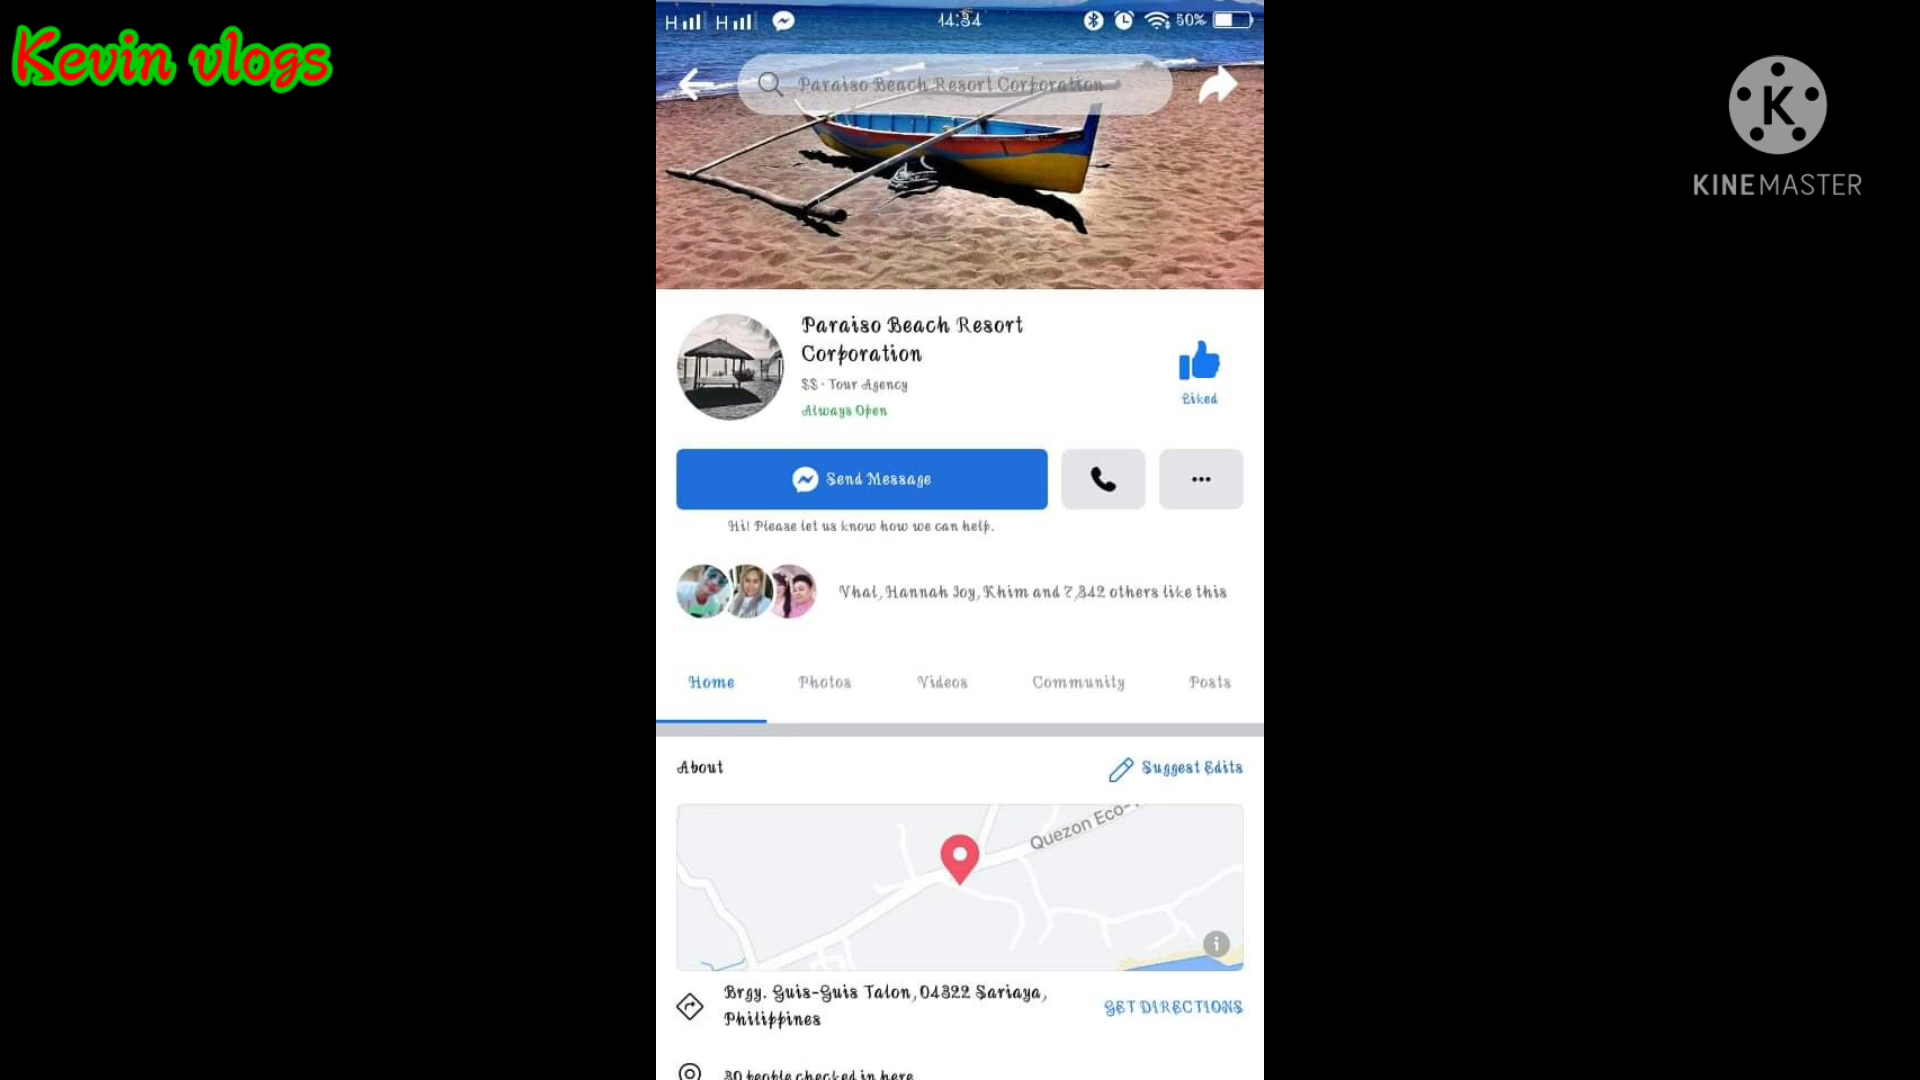 Kevin vlogs
H H 14:34 50%
Paraiso Beach Resort Corporation
K
KINEMASTER
Paraiso Beach Resort
Corporation
$$ · Tour Agency
Always Open
Liked
Send Message
Hi! Please let us know how we can help.
Vhal, Hannah Joy, Khim and 7,342 others like this
Home Photos Videos Community Posts
About
Suggest Edits
Quezon Eco-
Brgy. Guis-Guis Talon, 04322 Sariaya,
Philippines
GET DIRECTIONS
30 people checked in here